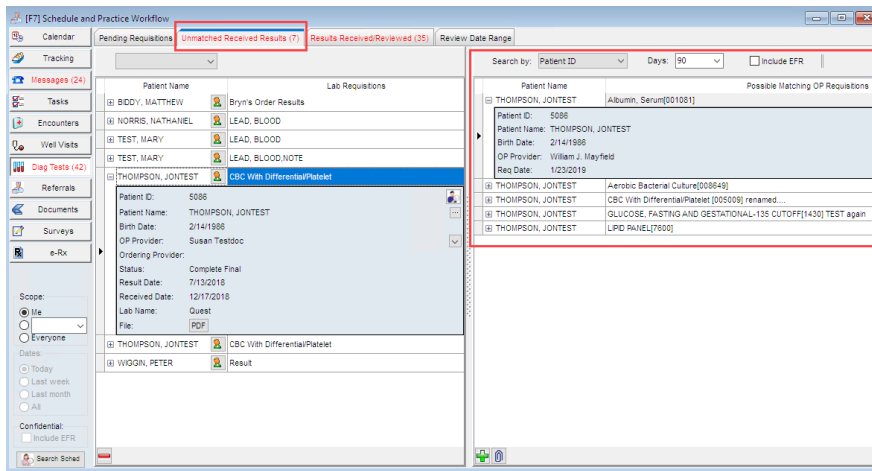 [F7] Schedule and Practice Workflow
Calendar
Tracking
Messages (24)
Tasks
Encounters
Well Visits
Diag Tests (42)
Referrals
Documents
Surveys
e-Rx
Scope:
Me
Everyone
Dates:
Today
Last week
Last month
All
Confidential:
Include EFR
Search Sched
Pending Requisitions Unmatched Received Results (7) Results Received/Reviewed (35) Review Date Range
Patient Name Lab Requisitions
BIDDY, MATTHEW Bryn's Order Results
NORRIS, NATHANIEL LEAD, BLOOD
TEST, MARY LEAD, BLOOD
TEST, MARY LEAD, BLOOD,NOTE
THOMPSON, JONTEST CBC With Differential/Platelet
Patient ID: 5086
Patient Name: THOMPSON, JONTEST
Birth Date: 2/14/1986
OP Provider: Susan Testdoc
Ordering Provider:
Status: Complete Final
Result Date: 7/13/2018
Received Date: 12/17/2018
Lab Name: Quest
File: PDF
THOMPSON, JONTEST CBC With Differential/Platelet
WIGGIN, PETER Result
Search by: Patient ID Days: 90 Include EFR
Patient Name Possible Matching OP Requisitions
THOMPSON, JONTEST Albumin, Serum[001081]
Patient ID: 5086
Patient Name: THOMPSON, JONTEST
Birth Date: 2/14/1986
OP Provider: William J. Mayfield
Req Date: 1/23/2019
THOMPSON, JONTEST Aerobic Bacterial Culture[008649]
THOMPSON, JONTEST CBC With Differential/Platelet [005009] renamed....
THOMPSON, JONTEST GLUCOSE, FASTING AND GESTATIONAL-135 CUTOFF[1430] TEST again
THOMPSON, JONTEST LIPID PANEL[7600]